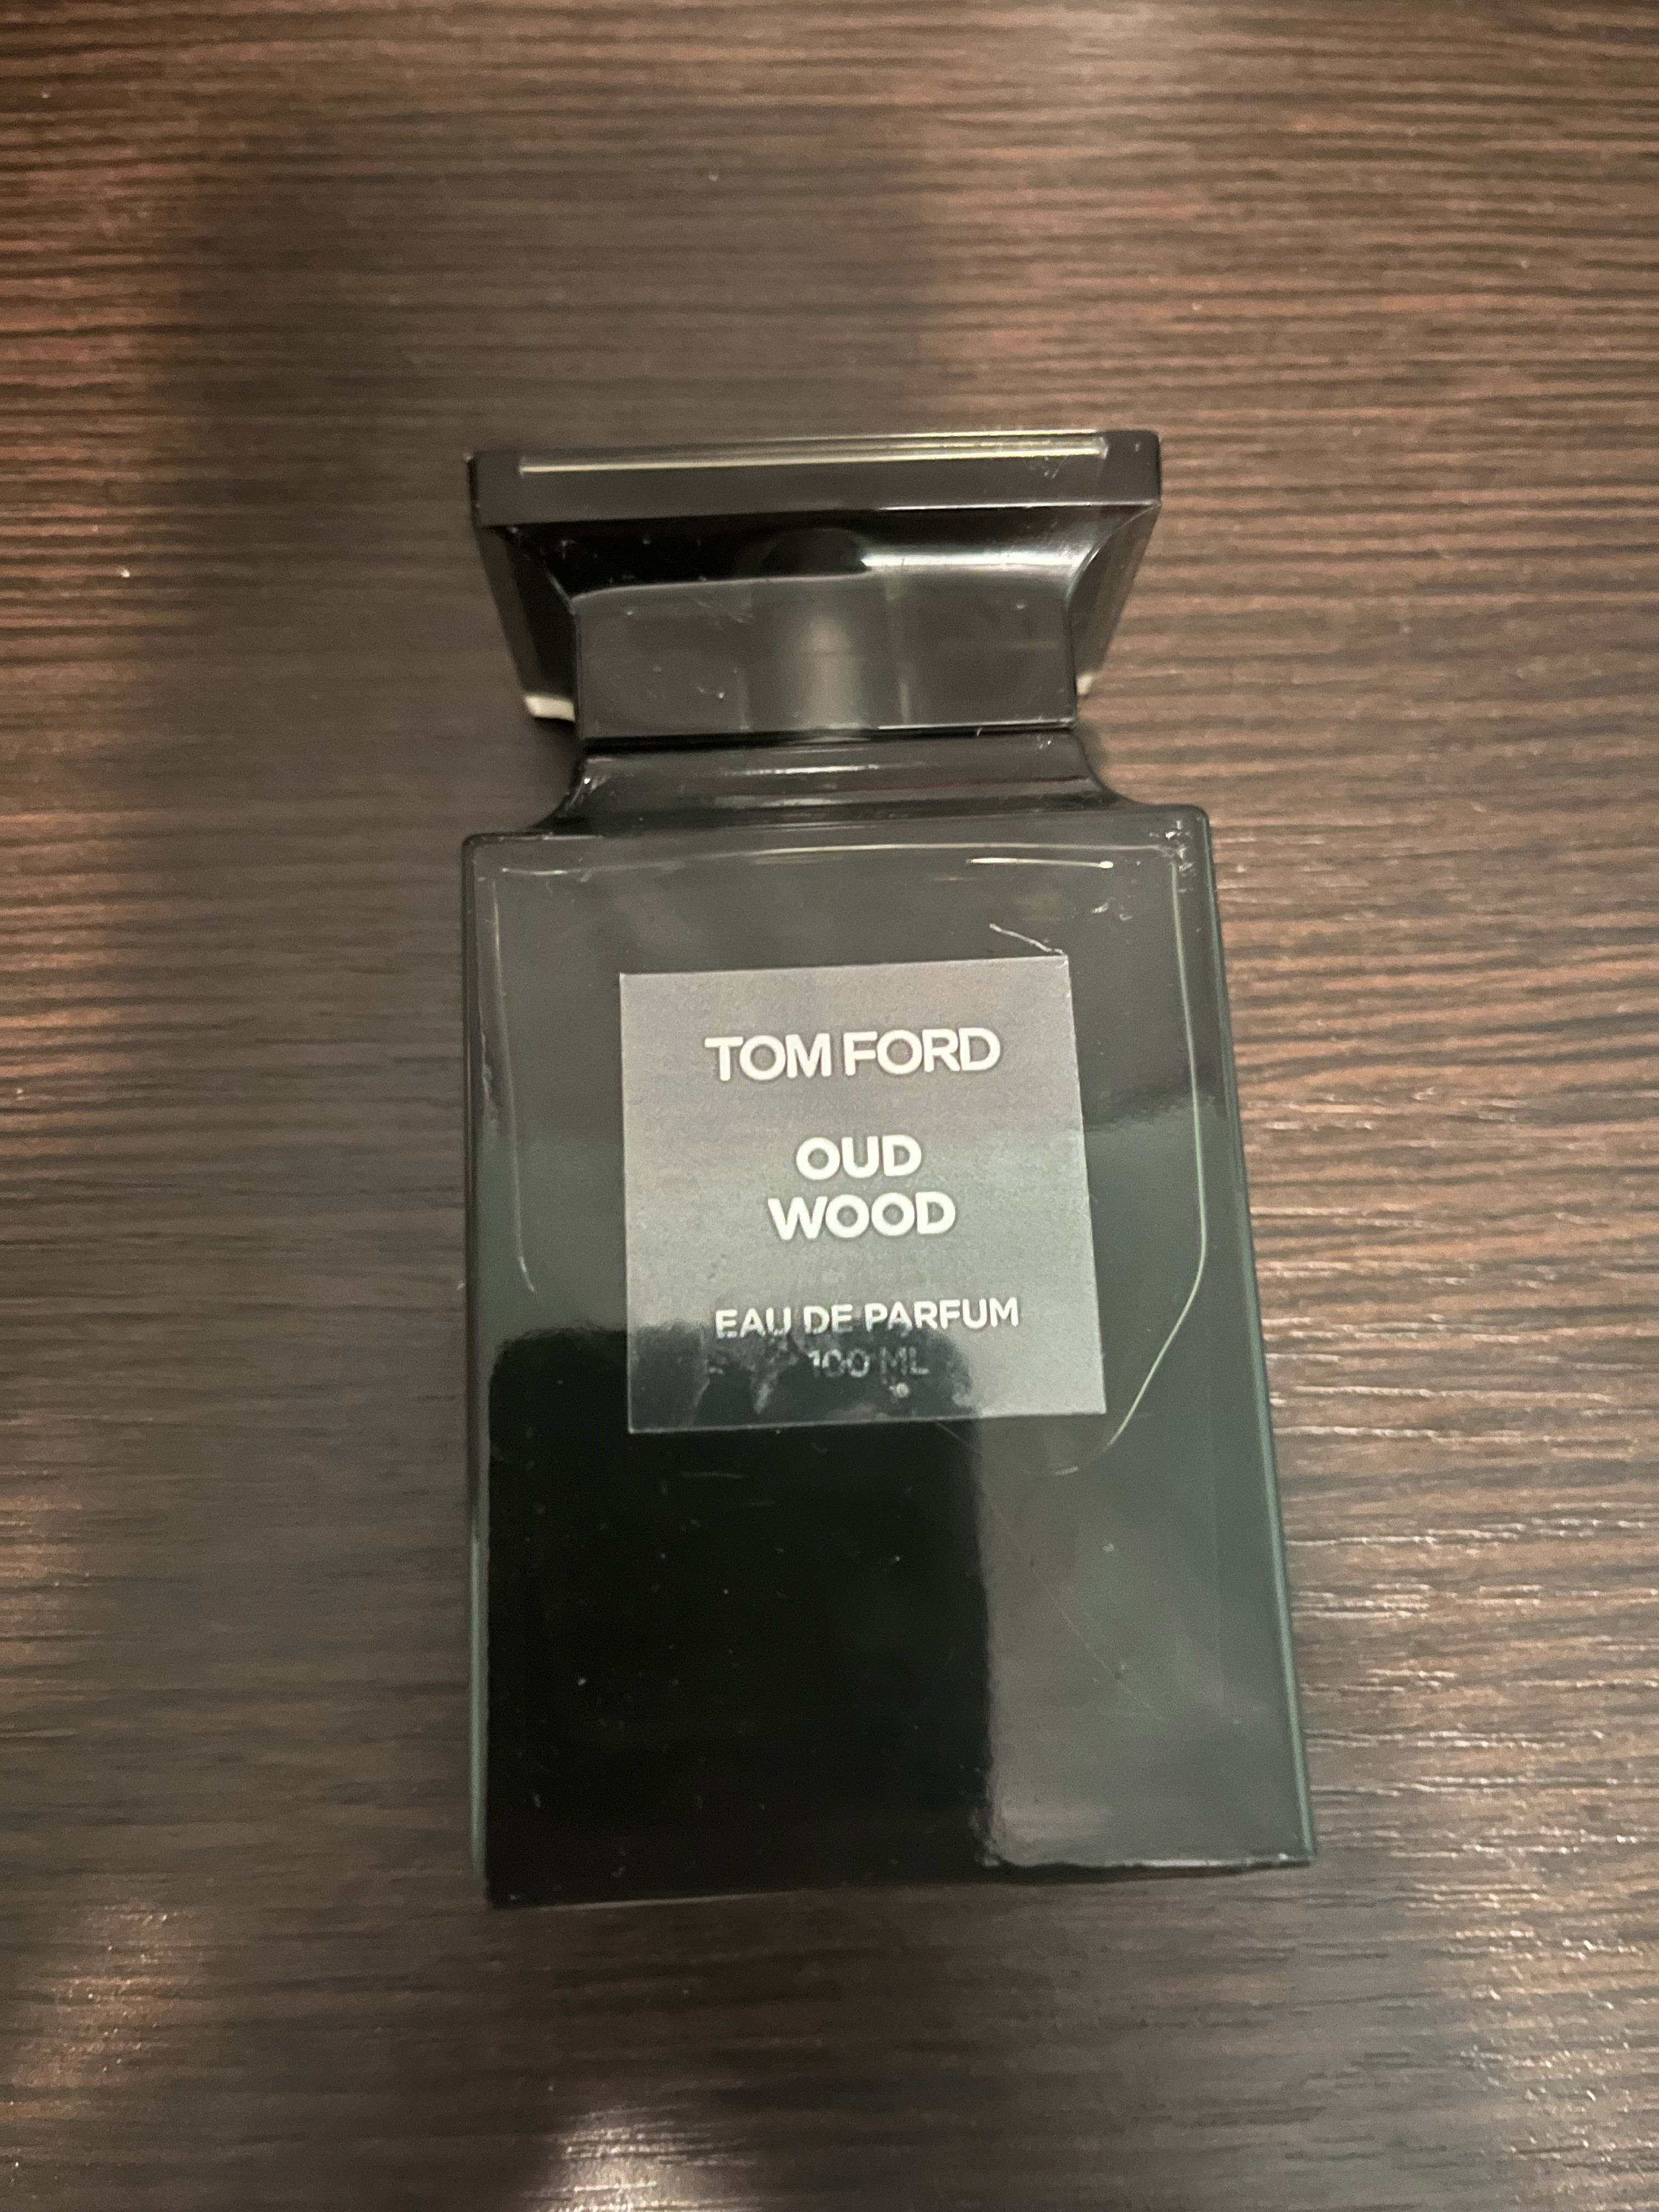 TOM FORD
OUD
WOOD
EAU DE PARFUM
100 ML